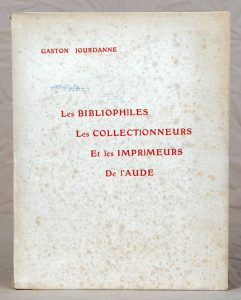 GASTON JOURDANNE
Les BIBLIOPHILES
Les COLLECTIONNEURS
Et les IMPRIMEURS
De l'AUDE